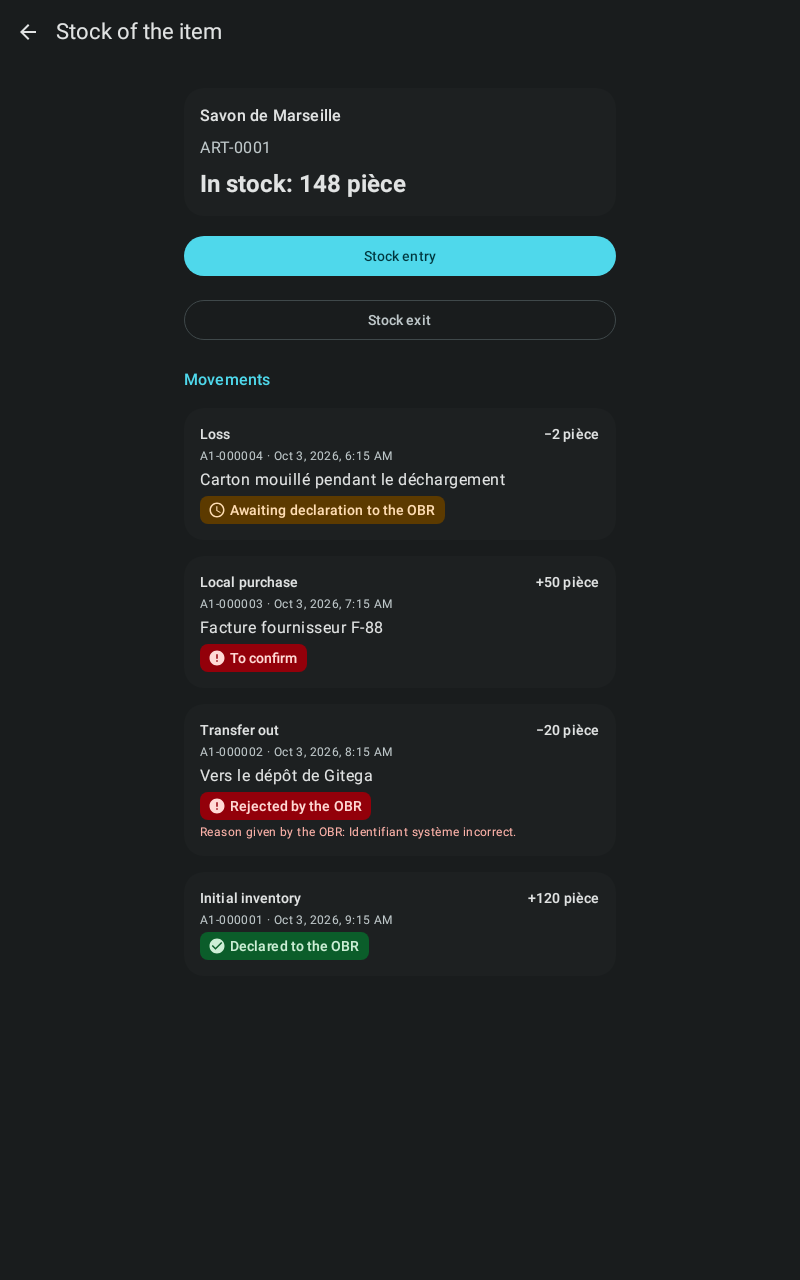 Stock of the item
Savon de Marseille
ART-0001
In stock: 148 pièce
Stock entry
Stock exit
Movements
Loss −2 pièce
A1-000004 · Oct 3, 2026, 6:15 AM
Carton mouillé pendant le déchargement
Awaiting declaration to the OBR
Local purchase +50 pièce
A1-000003 · Oct 3, 2026, 7:15 AM
Facture fournisseur F-88
To confirm
Transfer out −20 pièce
A1-000002 · Oct 3, 2026, 8:15 AM
Vers le dépôt de Gitega
Rejected by the OBR
Reason given by the OBR: Identifiant système incorrect.
Initial inventory +120 pièce
A1-000001 · Oct 3, 2026, 9:15 AM
Declared to the OBR